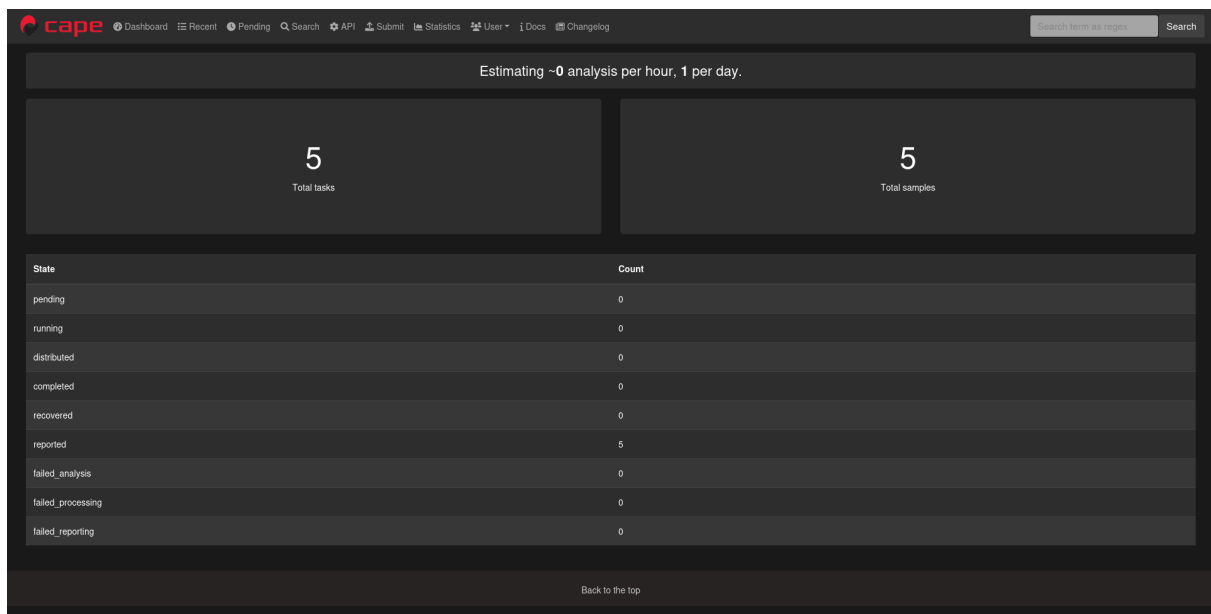 cape Dashboard Recent Pending Search API Submit Statistics User Docs Changelog Search term as regex Search
Estimating ~0 analysis per hour, 1 per day.
5 5
Total tasks Total samples
State Count
pending 0
running 0
distributed 0
completed 0
recovered 0
reported 5
failed_analysis 0
failed_processing 0
failed_reporting 0
Back to the top